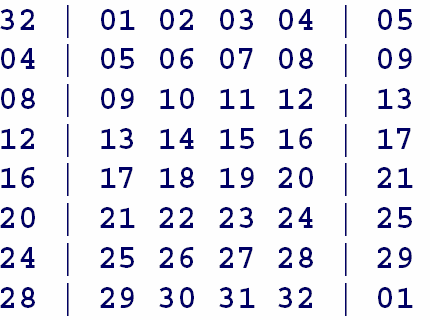 32 | 01 02 03 04 | 05
04 | 05 06 07 08 | 09
08 | 09 10 11 12 | 13
12 | 13 14 15 16 | 17
16 | 17 18 19 20 | 21
20 | 21 22 23 24 | 25
24 | 25 26 27 28 | 29
28 | 29 30 31 32 | 01